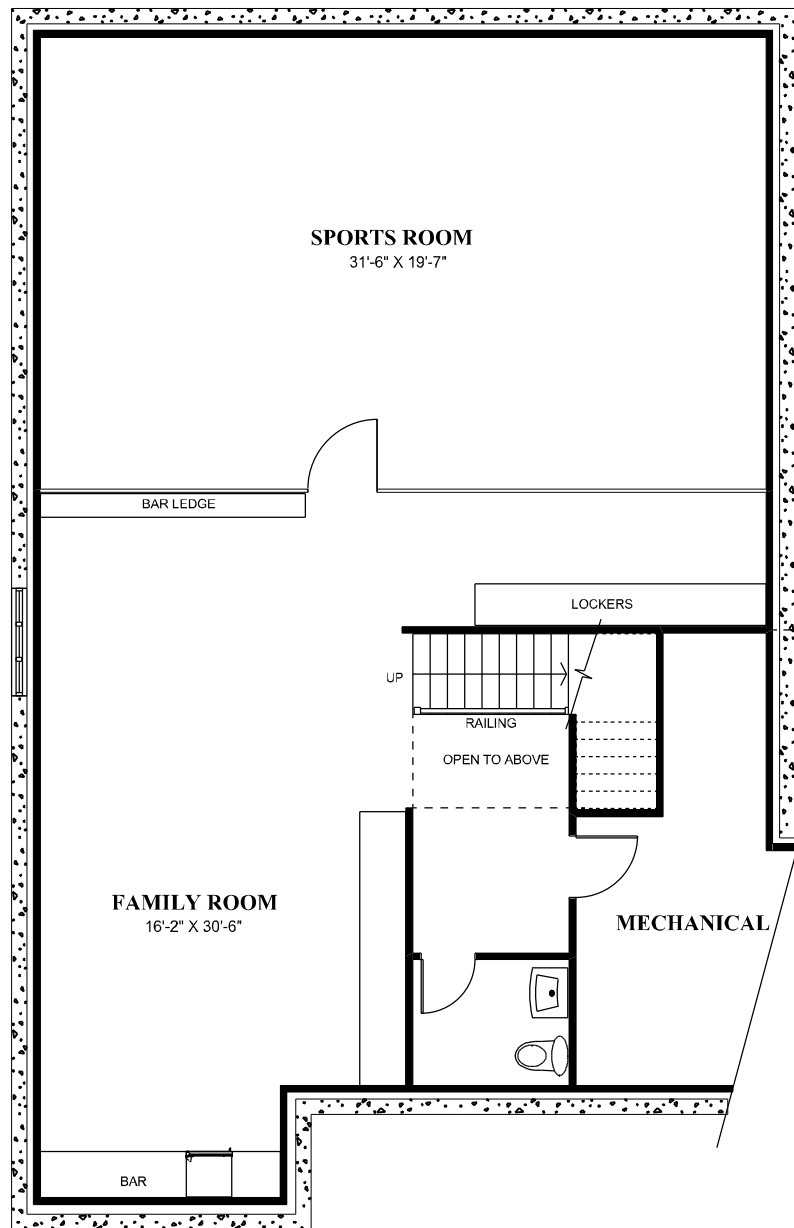 SPORTS ROOM
31'-6" X 19'-7"
BAR LEDGE
LOCKERS
UP
RAILING
OPEN TO ABOVE
FAMILY ROOM
16'-2" X 30'-6"
MECHANICAL
BAR